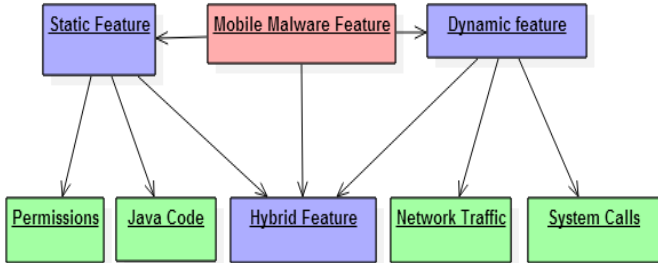 Static Feature
Mobile Malware Feature
Dynamic feature
Permissions
Java Code
Hybrid Feature
Network Traffic
System Calls